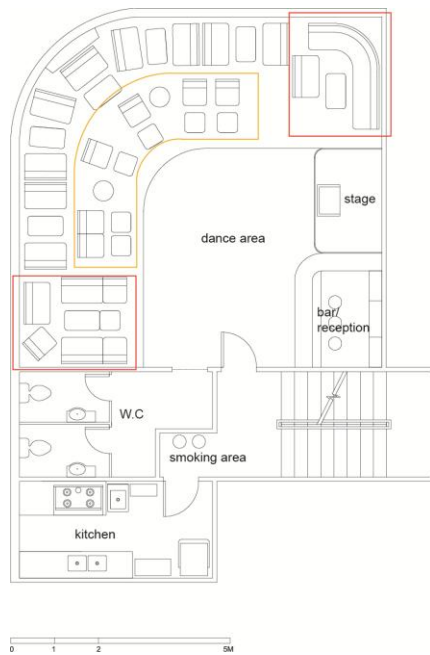 stage
dance area
bar/
reception
W.C
smoking area
kitchen
0 1 2 5M